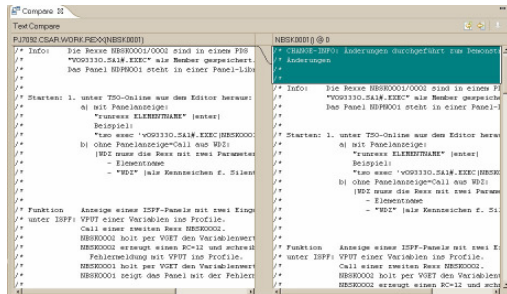 Compare
Text Compare
PJ7092.CSAR.WORK.REXX(NBSK0001)
/* Info: Die Rexxe NBSK0001/0002 sind in einem PDS
/* "VO93330.SA1#.EXEC" als Member gespeichert.
/* Das Panel NDPN001 steht in einer Panel-Lib
/*
/*
/* Starten: 1. unter TSO-Online aus dem Editor heraus:
/* a) mit Panelanzeige:
/* "runrexx ELEMENTNAME" |enter|
/* Beispiel:
/* "tso exec 'VO93330.SA1#.EXEC(NBSK000
/* b) ohne Panelanzeige=Call aus WDZ:
/* |WDZ muss die Rexx mit zwei Paramete
/* - Elementname
/* - "WDZ" |als Kennzeichen f. Silent
/*
/*
/* Funktion Anzeige eines ISPF-Panels mit zwei Eing
/* unter ISPF: VPUT einer Variablen ins Profile.
/* Call einer zweiten Rexx NBSK0002.
/* NBSK0002 holt per VGET den Variablenwer
/* NBSK0002 erzeugt einen RC=12 und schreib
/* Fehlermeldung mit VPUT ins Profile.
/* NBSK0001 holt per VGET den Variablenwer
/* NBSK0001 zeigt das Panel mit der Fehler
NBSK0001 () @ 0
/* CHANGE-INFO: Änderungen durchgeführt zum Demonst
/* Änderungen
/*
/*
/* Info: Die Rexxe NBSK0001/0002 sind in einem P
/* "VO93330.SA1#.EXEC" als Member gespeich
/* Das Panel NDPN001 steht in einer Panel-
/*
/*
/* Starten: 1. unter TSO-Online aus dem Editor herau
/* a) mit Panelanzeige:
/* "runrexx ELEMENTNAME" |enter|
/* Beispiel:
/* "tso exec 'VO93330.SA1#.EXEC|NBSK
/* b) ohne Panelanzeige=Call aus WDZ:
/* |WDZ muss die Rexx mit zwei Parame
/* - Elementname
/* - "WDZ" |als Kennzeichen f. Si
/*
/*
/* Funktion Anzeige eines ISPF-Panels mit zwei E
/* unter ISPF: VPUT einer Variablen ins Profile.
/* Call einer zweiten Rexx NBSK0002.
/* NBSK0002 holt per VGET den Variablenw
/* NBSK0002 erzeugt einen RC=12 und schr